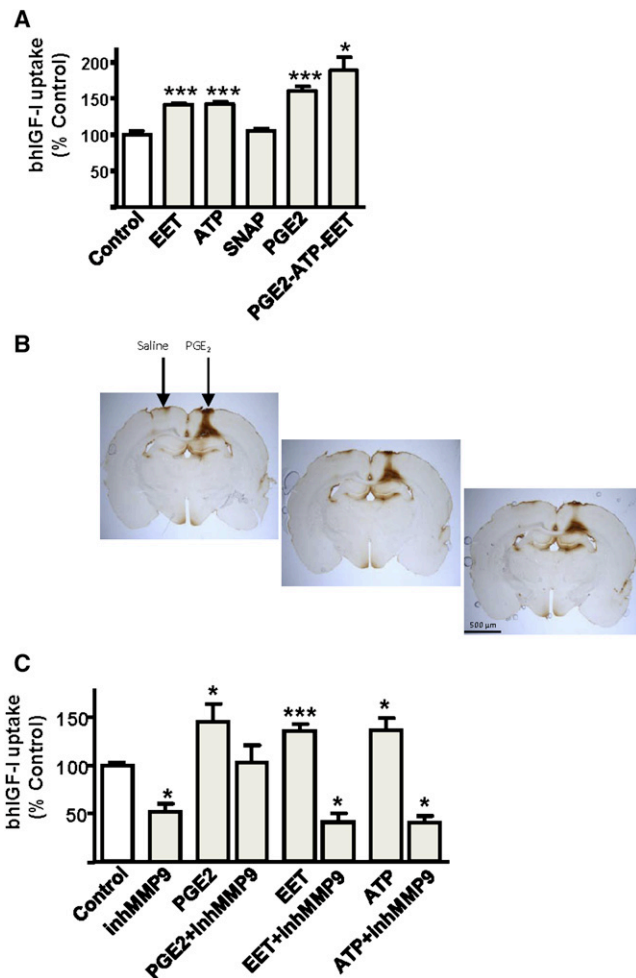 A
bhIGF-I uptake
(% Control)
200
150
100
50
***
***
***
*
Control
EET
ATP
SNAP
PGE2
PGE2-ATP-EET
B
Saline
PGE₂
500 µm
C
bhIGF-I uptake
(% Control)
150
100
50
*
*
***
*
*
*
Control
inhMMP9
PGE2
PGE2+InhMMP9
EET
EET+InhMMP9
ATP
ATP+InhMMP9